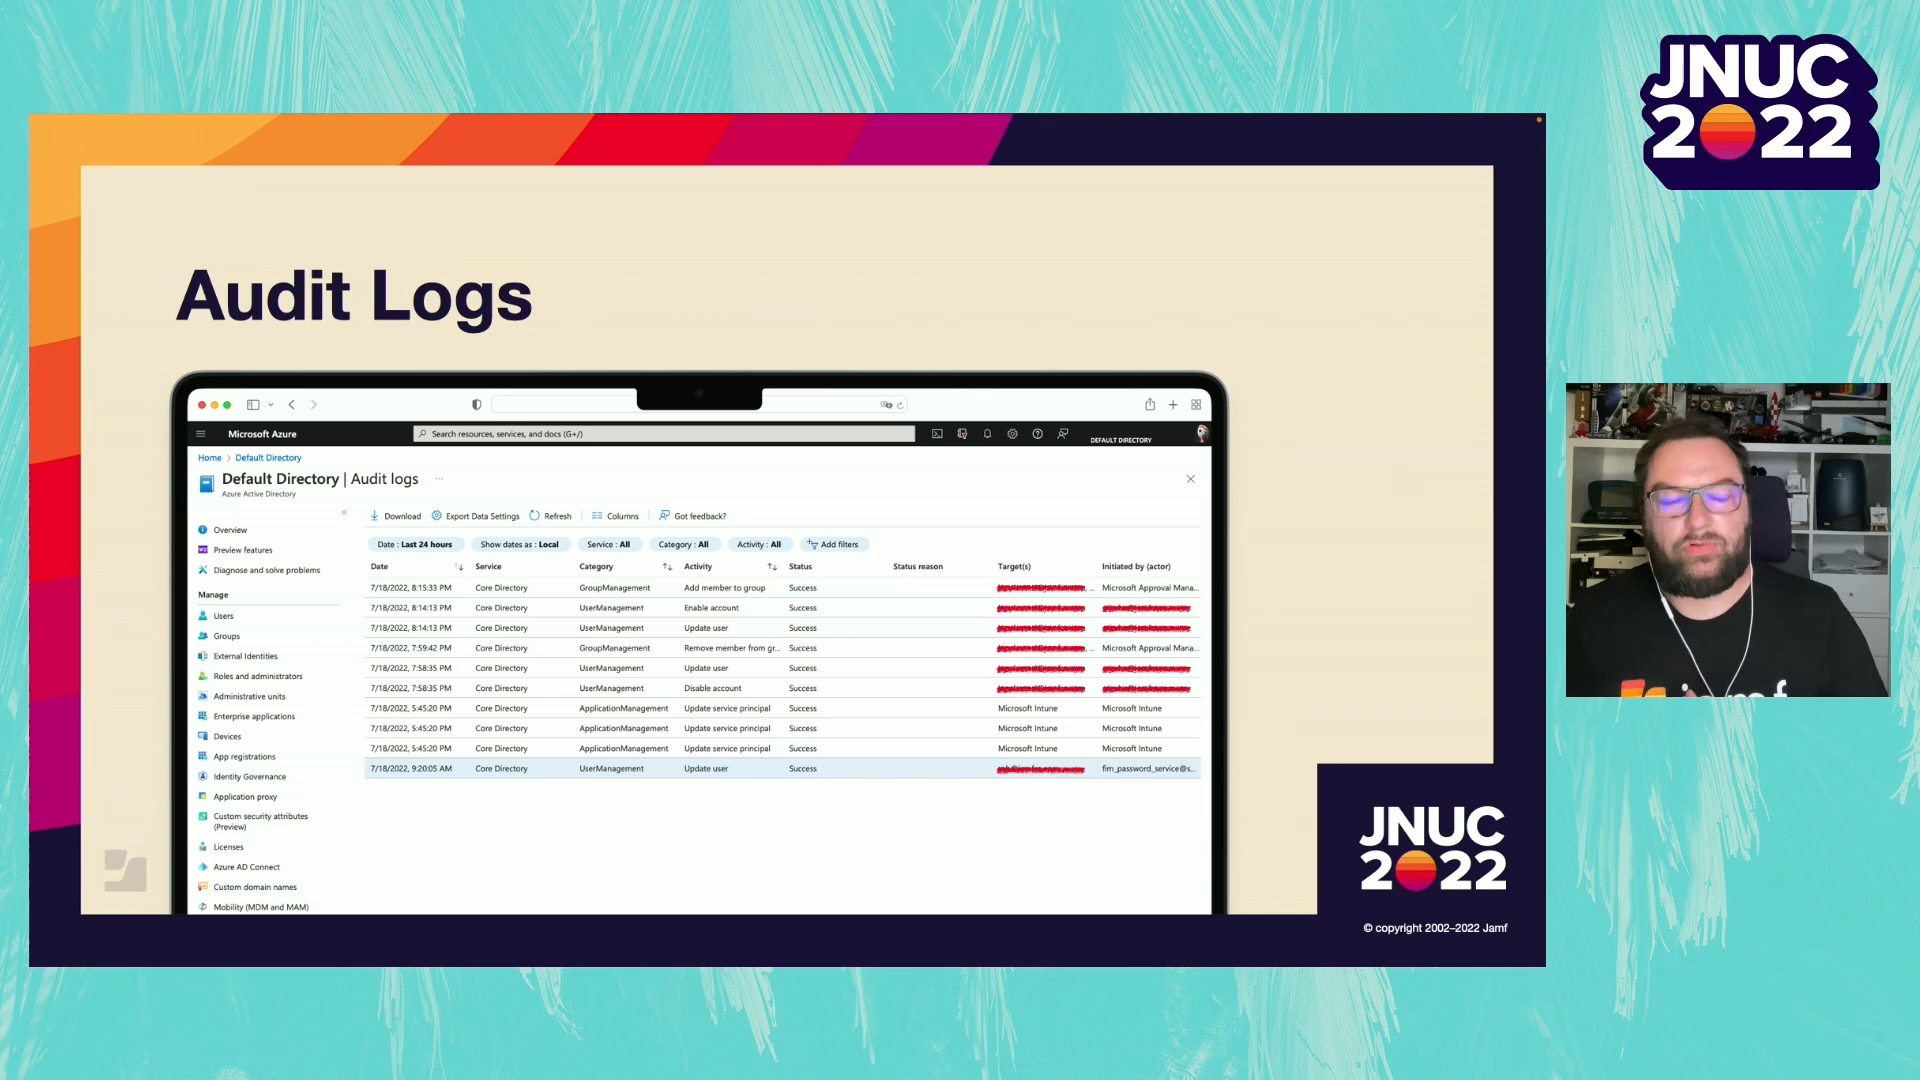 JNUC
2022
Audit Logs
Microsoft Azure
Search resources, services, and docs (G+/)
DEFAULT DIRECTORY
Home > Default Directory
Default Directory | Audit logs ...
Azure Active Directory
Download Export Data Settings Refresh Columns Got feedback?
Date : Last 24 hours Show dates as : Local Service : All Category : All Activity : All Add filters
Date Service Category Activity Status Status reason Target(s) Initiated by (actor)
7/18/2022, 8:15:33 PM Core Directory GroupManagement Add member to group Success , ... Microsoft Approval Mana...
7/18/2022, 8:14:13 PM Core Directory UserManagement Enable account Success
7/18/2022, 8:14:13 PM Core Directory UserManagement Update user Success
7/18/2022, 7:59:42 PM Core Directory GroupManagement Remove member from gr... Success , ... Microsoft Approval Mana...
7/18/2022, 7:58:35 PM Core Directory UserManagement Update user Success
7/18/2022, 7:58:35 PM Core Directory UserManagement Disable account Success
7/18/2022, 5:45:20 PM Core Directory ApplicationManagement Update service principal Success Microsoft Intune Microsoft Intune
7/18/2022, 5:45:20 PM Core Directory ApplicationManagement Update service principal Success Microsoft Intune Microsoft Intune
7/18/2022, 5:45:20 PM Core Directory ApplicationManagement Update service principal Success Microsoft Intune Microsoft Intune
7/18/2022, 9:20:05 AM Core Directory UserManagement Update user Success fim_password_service@s...
Overview
Preview features
Diagnose and solve problems
Manage
Users
Groups
External Identities
Roles and administrators
Administrative units
Enterprise applications
Devices
App registrations
Identity Governance
Application proxy
Custom security attributes
(Preview)
Licenses
Azure AD Connect
Custom domain names
Mobility (MDM and MAM)
JNUC
2022
© copyright 2002–2022 Jamf